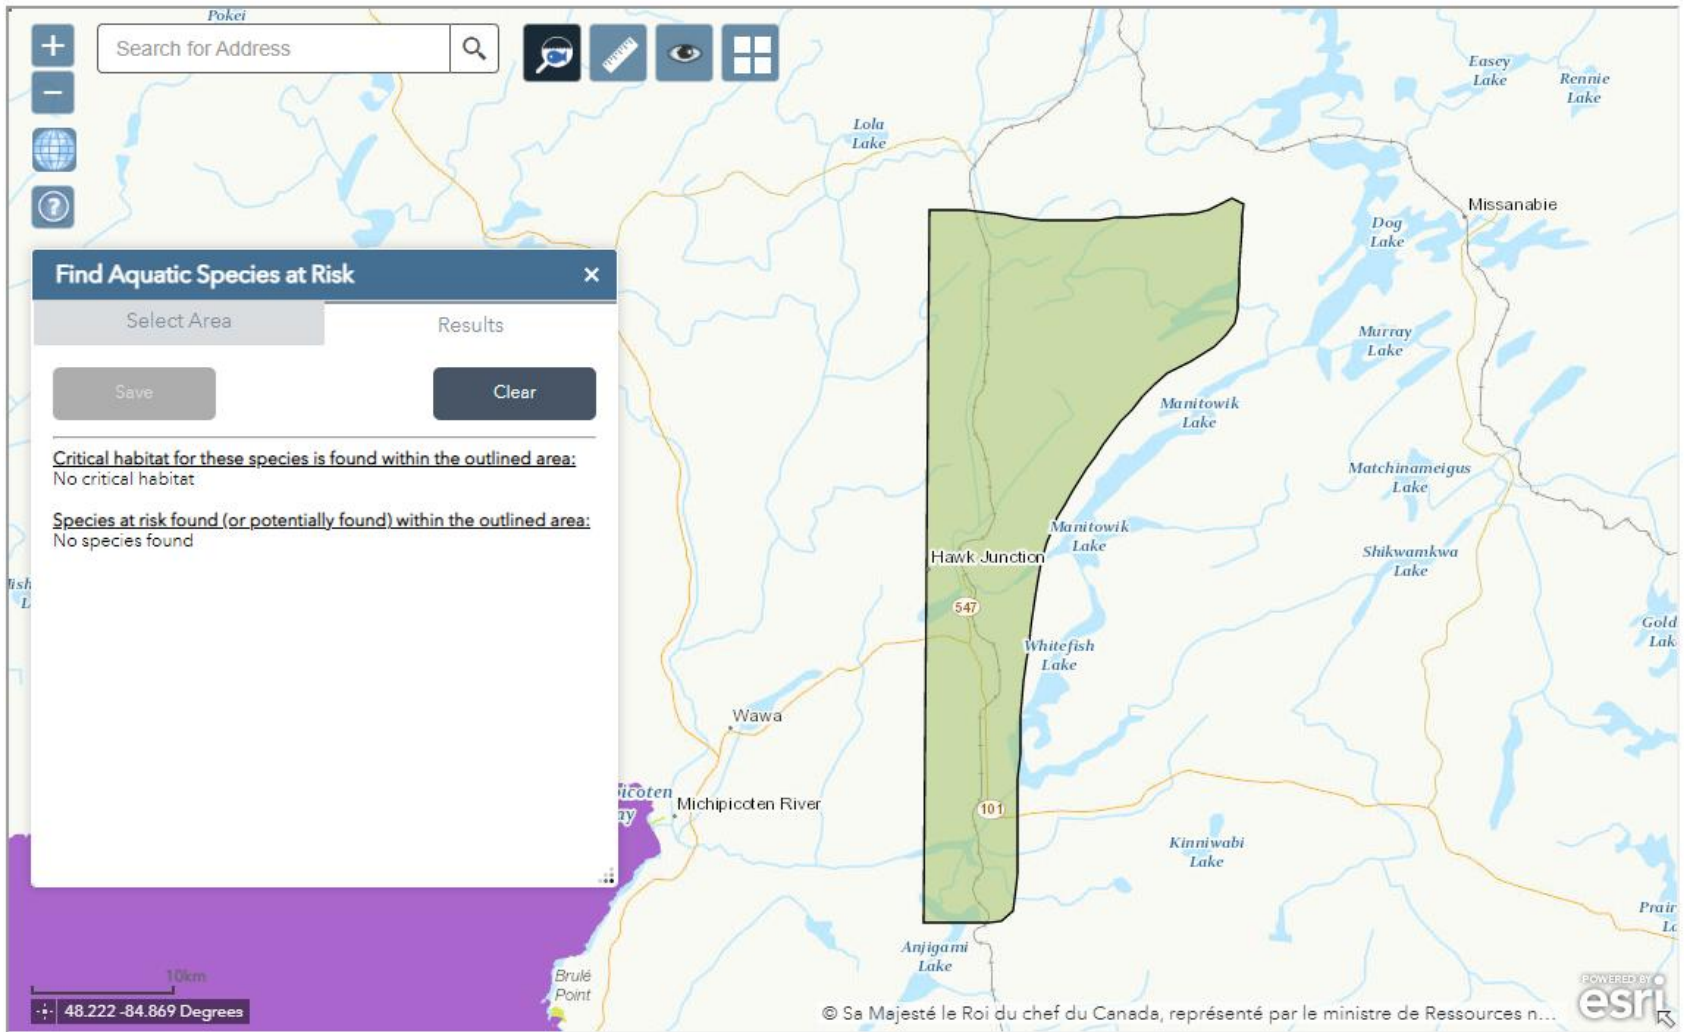 Pokei
Search for Address
Easey
Lake
Rennie
Lake
Lola
Lake
?
Missanabie
Dog
Lake
Find Aquatic Species at Risk
Select Area
Results
Murray
Lake
Save
Clear
Manitowik
Lake
Critical habitat for these species is found within the outlined area:
No critical habitat
Matchinameigus
Lake
Species at risk found (or potentially found) within the outlined area:
No species found
Manitowik
Lake
Hawk Junction
Shikwamkwa
Lake
547
Gold
Lak
Whitefish
Lake
Wawa
icoten
ay
Michipicoten River
101
Kinniwabi
Lake
Prair
Anjigami
Lake
10km
Brulé
Point
48.222 -84.869 Degrees
© Sa Majesté le Roi du chef du Canada, représenté par le ministre de Ressources n...
POWERED BY
esri